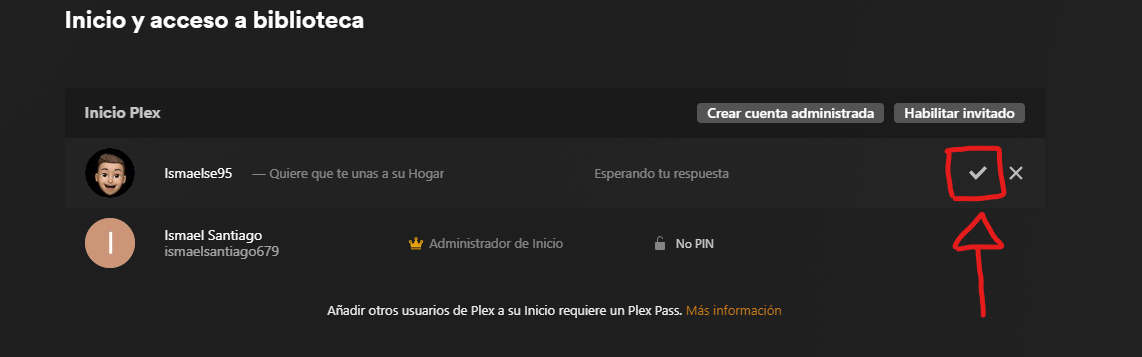 Inicio y acceso a biblioteca
Inicio Plex
Crear cuenta administrada
Habilitar invitado
Ismaelse95 — Quiere que te unas a su Hogar
Esperando tu respuesta
I
Ismael Santiago
ismaelsantiago679
Administrador de Inicio
No PIN
Añadir otros usuarios de Plex a su Inicio requiere un Plex Pass. Más información